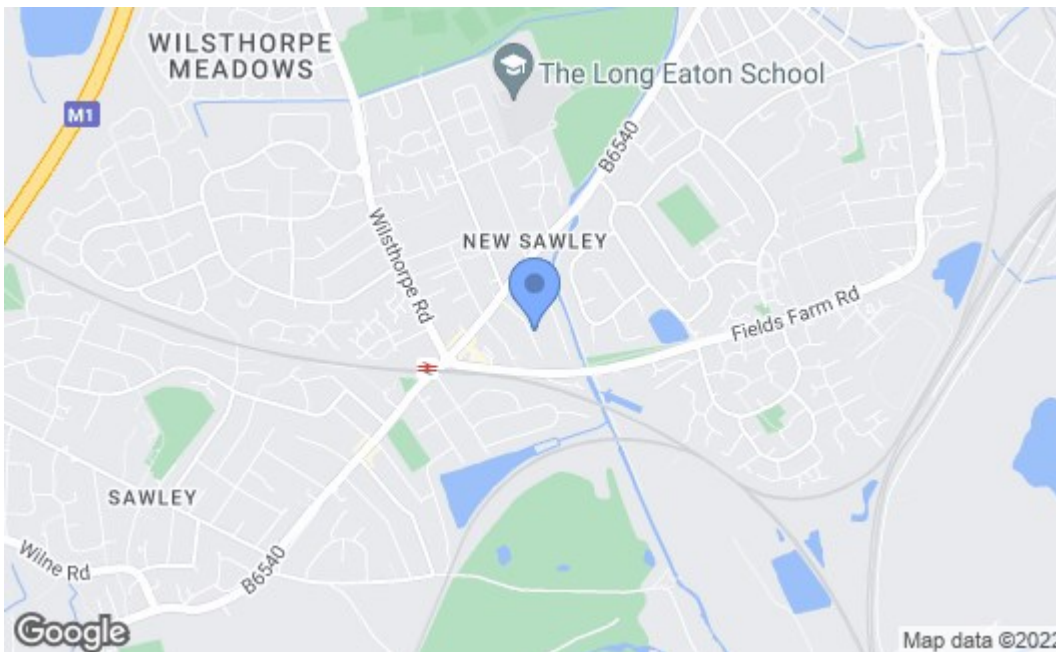 WILSTHORPE
MEADOWS
The Long Eaton School
M1
B6540
Wilsthorpe Rd
NEW SAWLEY
Fields Farm Rd
SAWLEY
Wilne Rd
B6540
Google
Map data ©2022